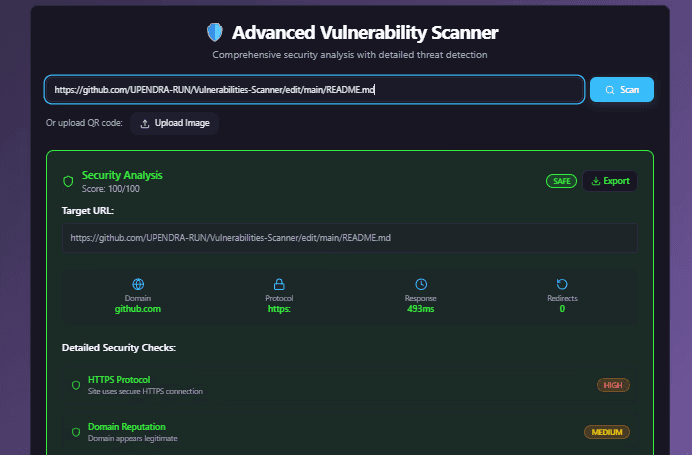 Advanced Vulnerability Scanner
Comprehensive security analysis with detailed threat detection
https://github.com/UPENDRA-RUN/Vulnerabilities-Scanner/edit/main/README.md
Scan
Or upload QR code:
Upload Image
Security Analysis
Score: 100/100
SAFE
Export
Target URL:
https://github.com/UPENDRA-RUN/Vulnerabilities-Scanner/edit/main/README.md
Domain
github.com
Protocol
https:
Response
493ms
Redirects
0
Detailed Security Checks:
HTTPS Protocol
Site uses secure HTTPS connection
HIGH
Domain Reputation
Domain appears legitimate
MEDIUM